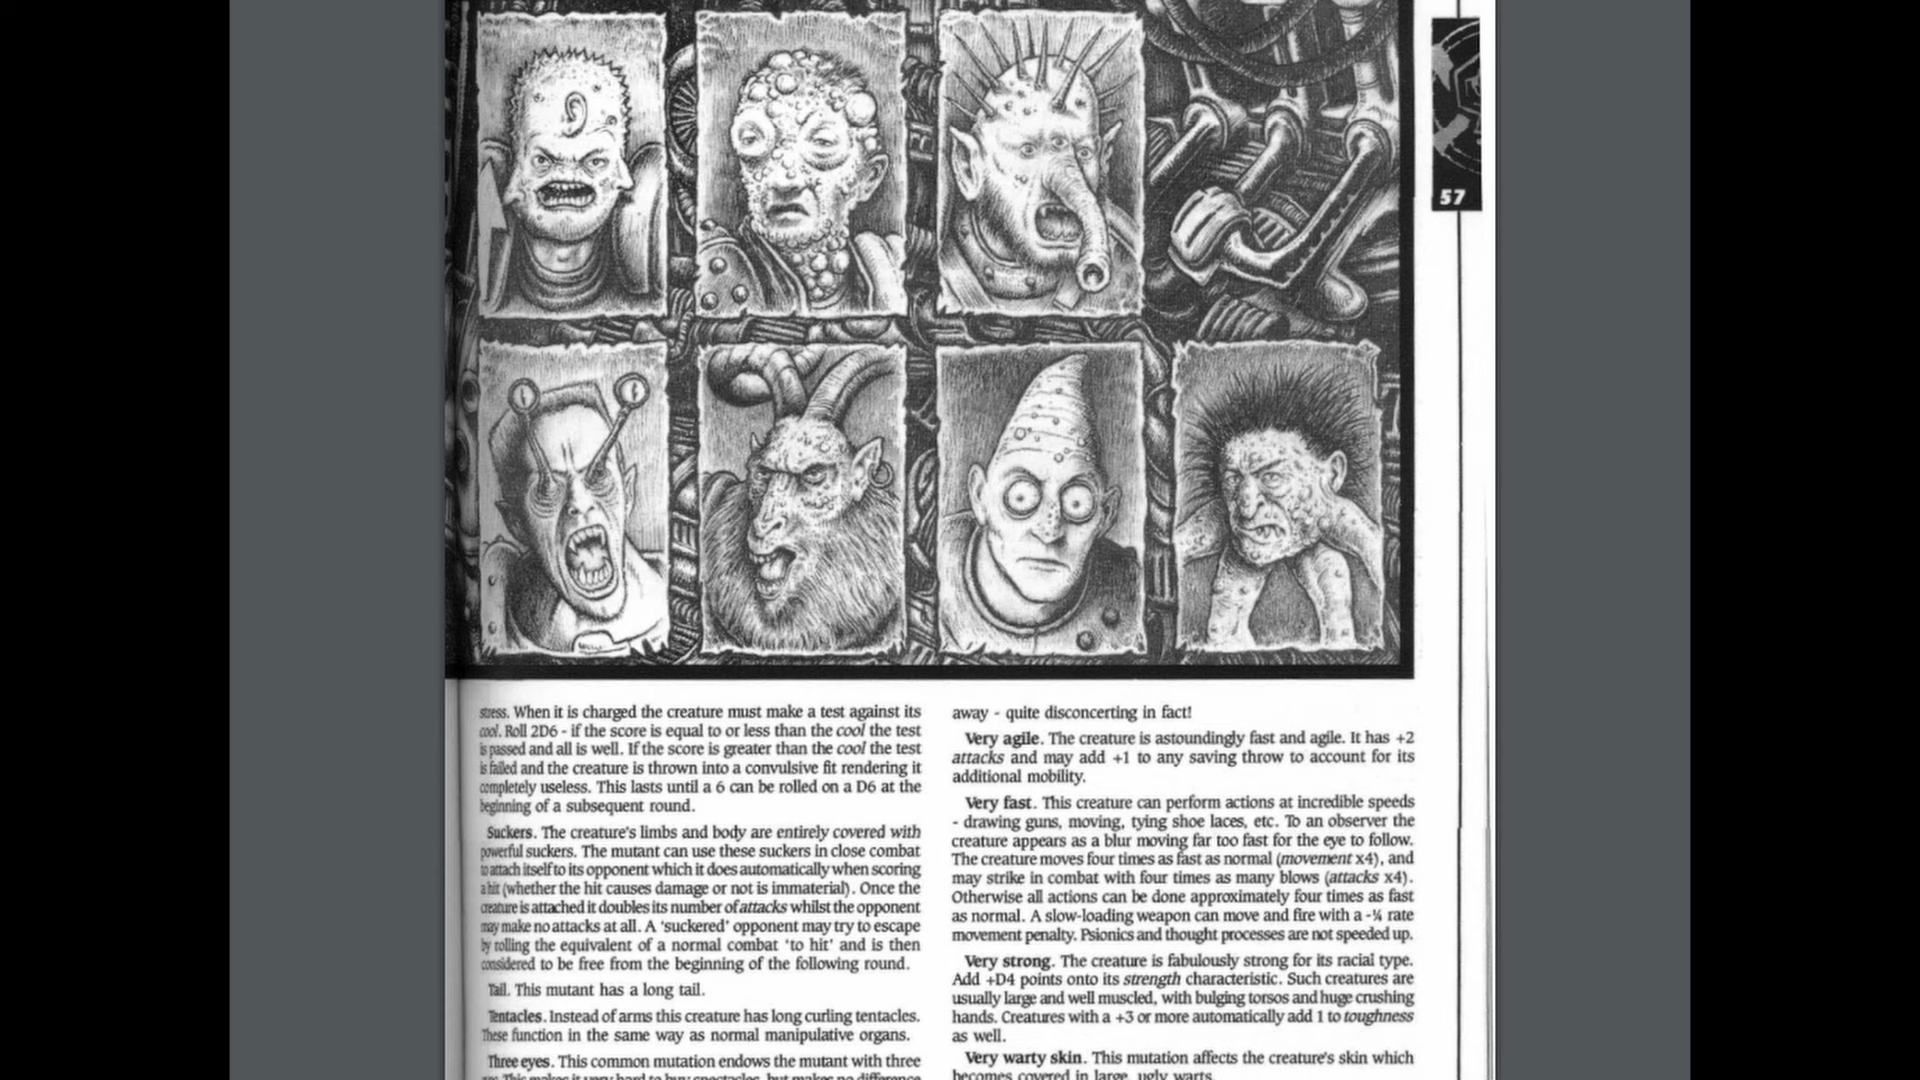 57
stress. When it is charged the creature must make a test against its
cool. Roll 2D6 - if the score is equal to or less than the cool the test
is passed and all is well. If the score is greater than the cool the test
is failed and the creature is thrown into a convulsive fit rendering it
completely useless. This lasts until a 6 can be rolled on a D6 at the
beginning of a subsequent round.
Suckers. The creature's limbs and body are entirely covered with
powerful suckers. The mutant can use these suckers in close combat
to attach itself to its opponent which it does automatically when scoring
a hit (whether the hit causes damage or not is immaterial). Once the
creature is attached it doubles its number of attacks whilst the opponent
may make no attacks at all. A 'suckered' opponent may try to escape
by rolling the equivalent of a normal combat 'to hit' and is then
considered to be free from the beginning of the following round.
Tail. This mutant has a long tail.
Tentacles. Instead of arms this creature has long curling tentacles.
These function in the same way as normal manipulative organs.
Three eyes. This common mutation endows the mutant with three
eyes. This makes it very hard to buy spectacles, but makes no difference
away - quite disconcerting in fact!
Very agile. The creature is astoundingly fast and agile. It has +2
attacks and may add +1 to any saving throw to account for its
additional mobility.
Very fast. This creature can perform actions at incredible speeds
- drawing guns, moving, tying shoe laces, etc. To an observer the
creature appears as a blur moving far too fast for the eye to follow.
The creature moves four times as fast as normal (movement x4), and
may strike in combat with four times as many blows (attacks x4).
Otherwise all actions can be done approximately four times as fast
as normal. A slow-loading weapon can move and fire with a -¼ rate
movement penalty. Psionics and thought processes are not speeded up.
Very strong. The creature is fabulously strong for its racial type.
Add +D4 points onto its strength characteristic. Such creatures are
usually large and well muscled, with bulging torsos and huge crushing
hands. Creatures with a +3 or more automatically add 1 to toughness
as well.
Very warty skin. This mutation affects the creature's skin which
becomes covered in large, ugly warts.